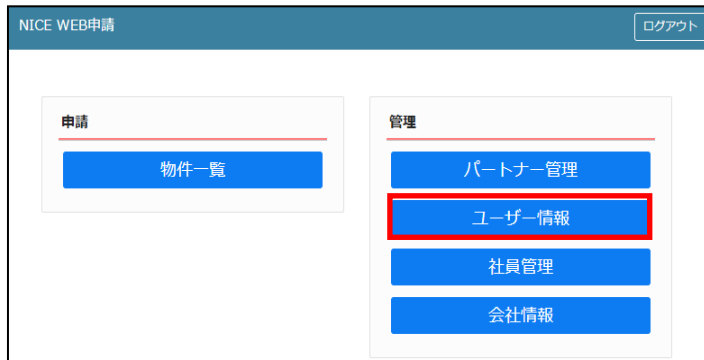 NICE WEB申請
ログアウト
申請
物件一覧
管理
パートナー管理
ユーザー情報
社員管理
会社情報